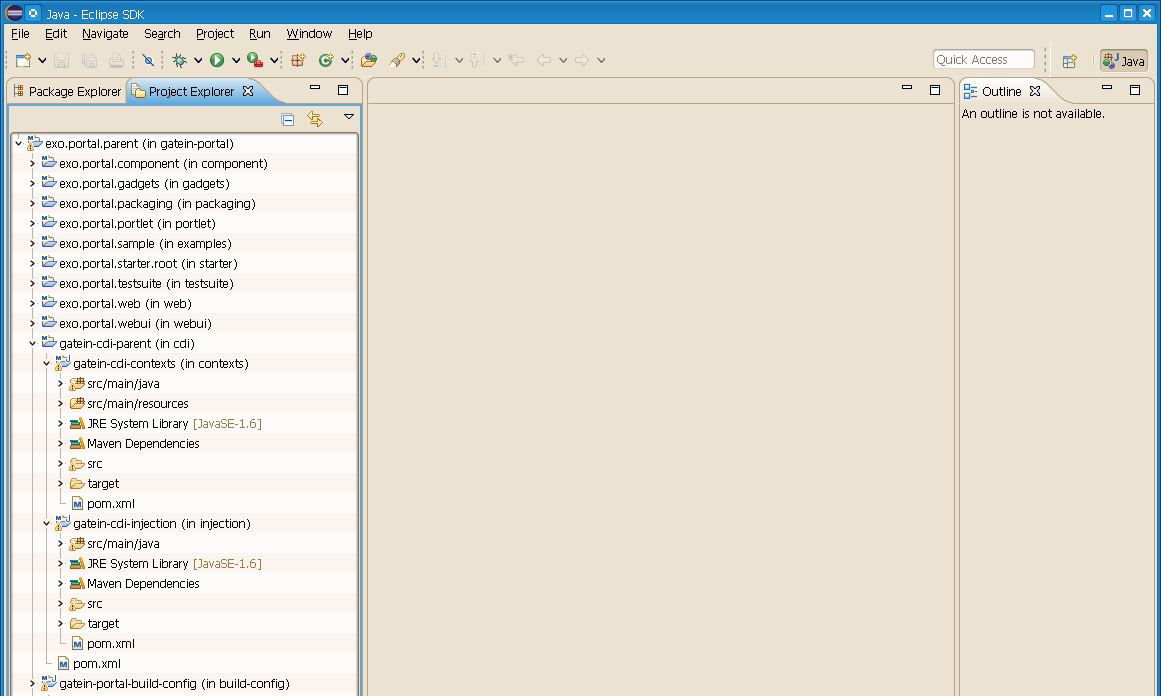 Java - Eclipse SDK
File Edit Navigate Search Project Run Window Help
Quick Access Java
Package Explorer Project Explorer Outline
An outline is not available.
exo.portal.parent (in gatein-portal)
exo.portal.component (in component)
exo.portal.gadgets (in gadgets)
exo.portal.packaging (in packaging)
exo.portal.portlet (in portlet)
exo.portal.sample (in examples)
exo.portal.starter.root (in starter)
exo.portal.testsuite (in testsuite)
exo.portal.web (in web)
exo.portal.webui (in webui)
gatein-cdi-parent (in cdi)
gatein-cdi-contexts (in contexts)
src/main/java
src/main/resources
JRE System Library [JavaSE-1.6]
Maven Dependencies
src
target
pom.xml
gatein-cdi-injection (in injection)
src/main/java
JRE System Library [JavaSE-1.6]
Maven Dependencies
src
target
pom.xml
pom.xml
gatein-portal-build-config (in build-config)